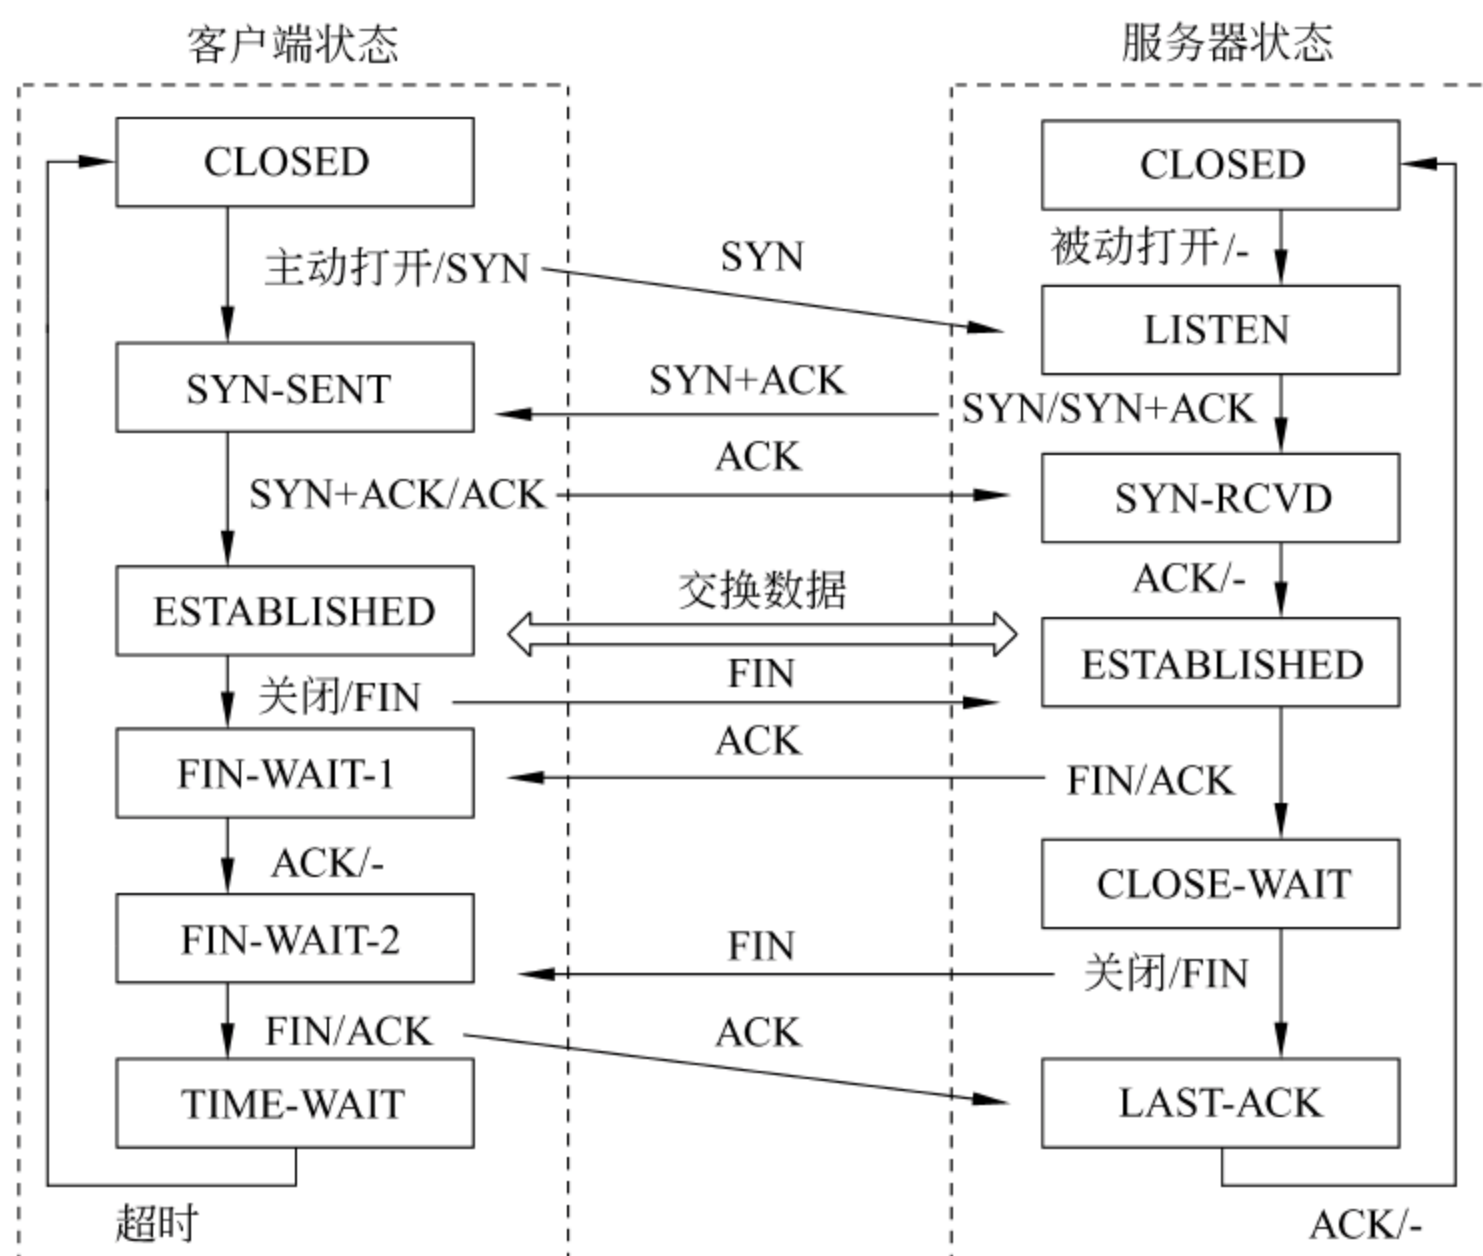 客户端状态
服务器状态
CLOSED
CLOSED
主动打开/SYN
SYN
被动打开/-
LISTEN
SYN-SENT
SYN+ACK
SYN/SYN+ACK
ACK
SYN+ACK/ACK
SYN-RCVD
ACK/-
ESTABLISHED
交换数据
ESTABLISHED
关闭/FIN
FIN
FIN-WAIT-1
ACK
FIN/ACK
ACK/-
CLOSE-WAIT
FIN-WAIT-2
FIN
关闭/FIN
FIN/ACK
ACK
TIME-WAIT
LAST-ACK
超时
ACK/-